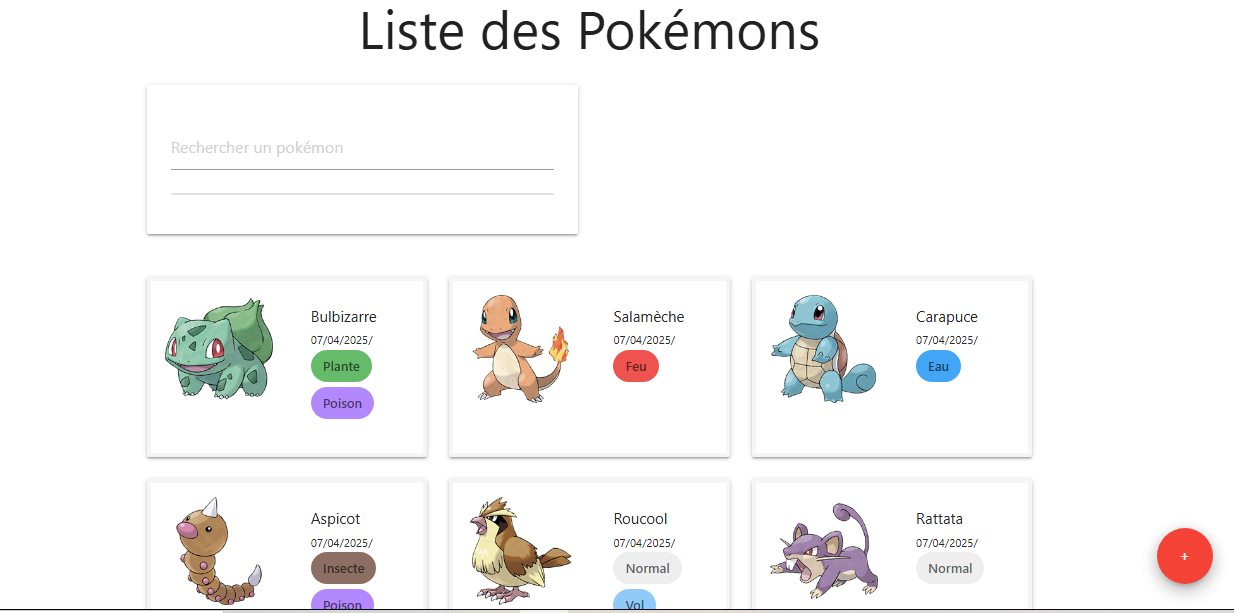 Liste des Pokémons
Rechercher un pokémon
Bulbizarre
07/04/2025/
Plante
Poison
Salamèche
07/04/2025/
Feu
Carapuce
07/04/2025/
Eau
Aspicot
07/04/2025/
Insecte
Poison
Roucool
07/04/2025/
Normal
Vol
Rattata
07/04/2025/
Normal
+